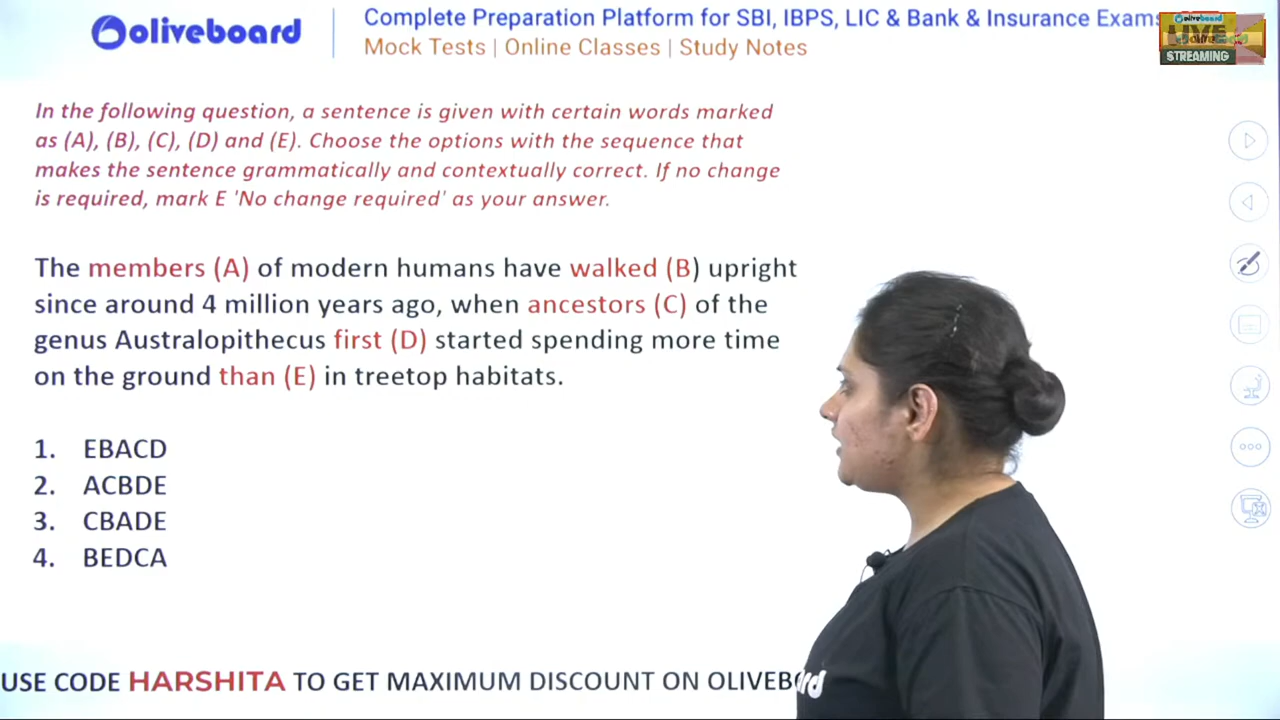 oliveboard
Complete Preparation Platform for SBI, IBPS, LIC & Bank & Insurance Exams
Mock Tests | Online Classes | Study Notes
oliveboard
LIVE
STREAMING
In the following question, a sentence is given with certain words marked
as (A), (B), (C), (D) and (E). Choose the options with the sequence that
makes the sentence grammatically and contextually correct. If no change
is required, mark E 'No change required' as your answer.
The members (A) of modern humans have walked (B) upright
since around 4 million years ago, when ancestors (C) of the
genus Australopithecus first (D) started spending more time
on the ground than (E) in treetop habitats.
1. EBACD
2. ACBDE
3. CBADE
4. BEDCA
USE CODE HARSHITA TO GET MAXIMUM DISCOUNT ON OLIVEB